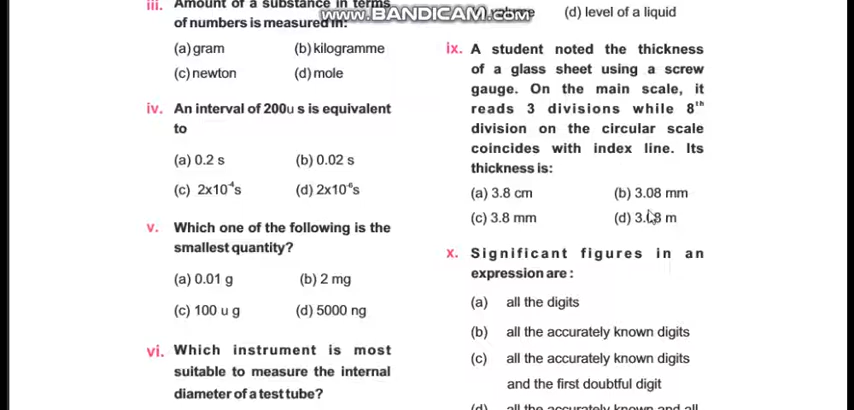 iii. Amount of a substance in terms
of numbers is measured in:
(a) gram (b) kilogramme
(c) newton (d) mole
iv. An interval of 200u s is equivalent
to
(a) 0.2 s (b) 0.02 s
(c) 2x10⁻⁴s (d) 2x10⁻⁶s
v. Which one of the following is the
smallest quantity?
(a) 0.01 g (b) 2 mg
(c) 100 u g (d) 5000 ng
vi. Which instrument is most
suitable to measure the internal
diameter of a test tube?
www.BANDICAM.com
(d) level of a liquid
ix. A student noted the thickness
of a glass sheet using a screw
gauge. On the main scale, it
reads 3 divisions while 8th
division on the circular scale
coincides with index line. Its
thickness is:
(a) 3.8 cm (b) 3.08 mm
(c) 3.8 mm (d) 3.08 m
x. Significant figures in an
expression are :
(a) all the digits
(b) all the accurately known digits
(c) all the accurately known digits
and the first doubtful digit
(d) all the accurately known and all